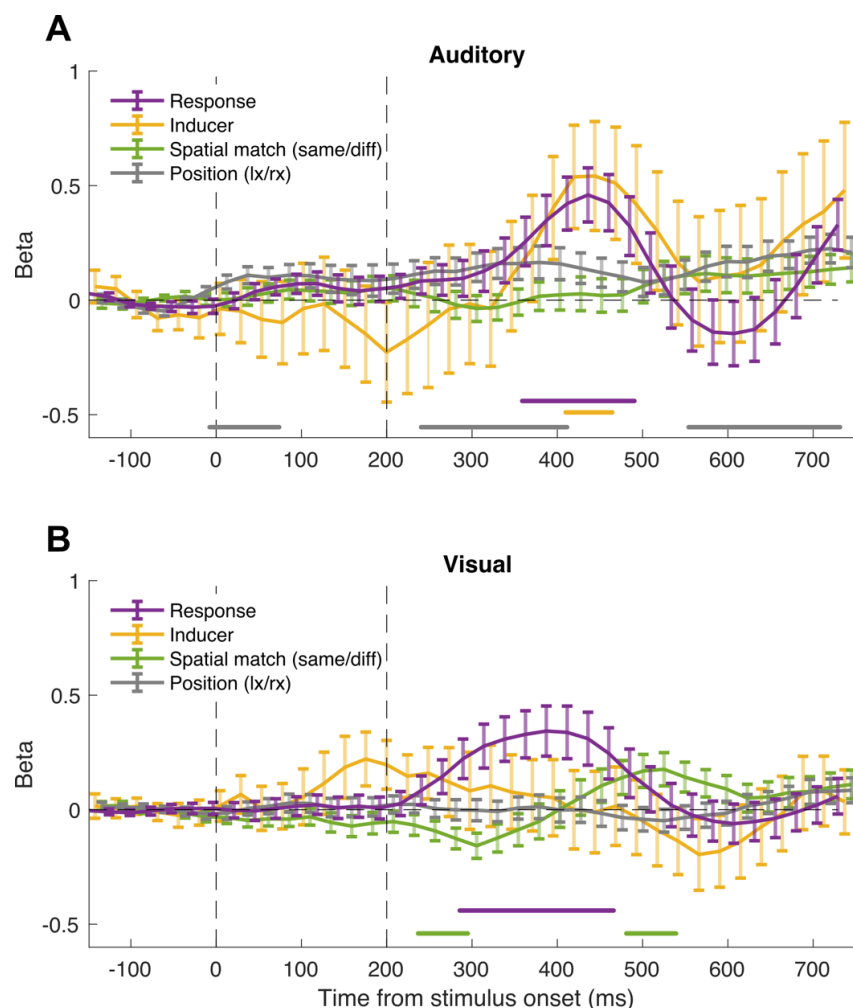 A
Auditory
1
Response
Inducer
Spatial match (same/diff)
Position (lx/rx)
0.5
Beta
0
-0.5
-100 0 100 200 300 400 500 600 700
B
Visual
1
Response
Inducer
Spatial match (same/diff)
Position (lx/rx)
0.5
Beta
0
-0.5
-100 0 100 200 300 400 500 600 700
Time from stimulus onset (ms)